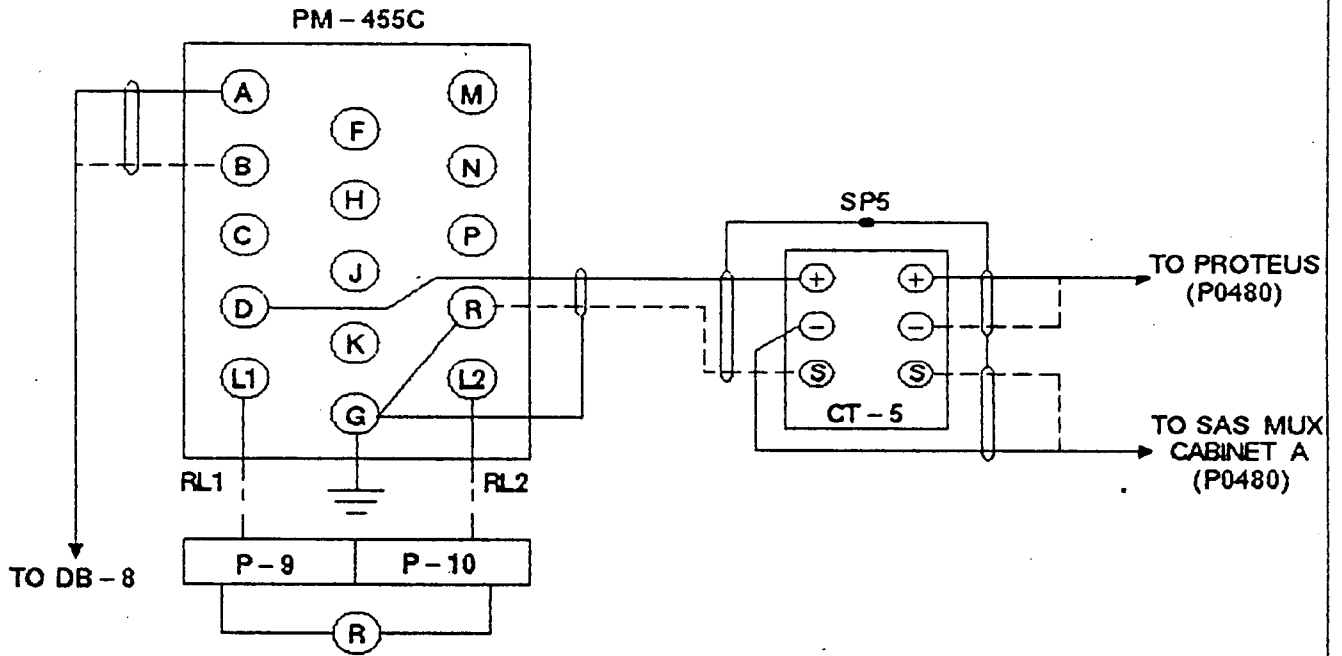 PM-455C
A
M
F
B
N
H
C
P
J
D
R
K
L1
L2
G
RL1
RL2
P-9
P-10
R
TO DB-8
SP5
+
+
-
-
S
S
CT-5
TO PROTEUS
(P0480)
TO SAS MUX
CABINET A
(P0480)